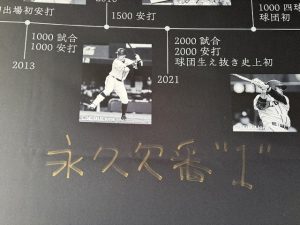 出場初安打
1500 安打
1000 四球
球団初
1000 試合
1000 安打
2013
2000 試合
2000 安打
球団生え抜き史上初
2021
永久欠番"1"